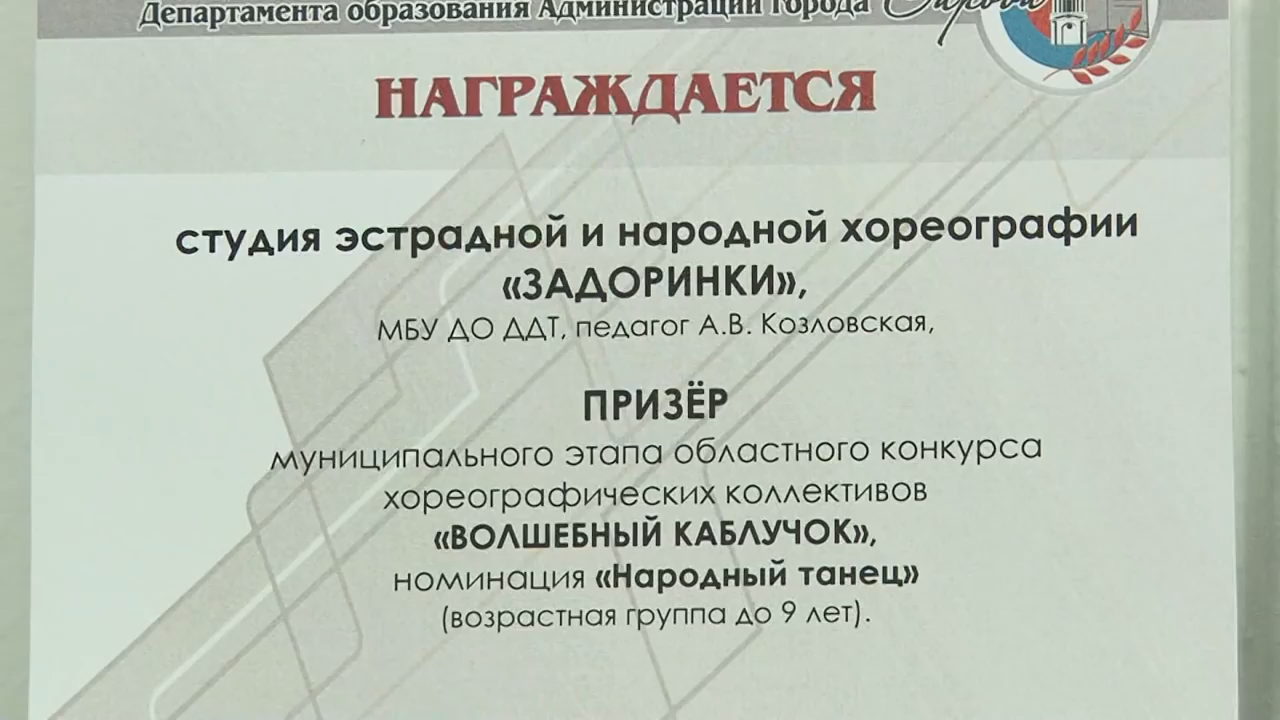 Департамента образования Администрации города
НАГРАЖДАЕТСЯ
студия эстрадной и народной хореографии
«ЗАДОРИНКИ»,
МБУ ДО ДДТ, педагог А.В. Козловская,
ПРИЗЁР
муниципального этапа областного конкурса
хореографических коллективов
«ВОЛШЕБНЫЙ КАБЛУЧОК»,
номинация «Народный танец»
(возрастная группа до 9 лет).